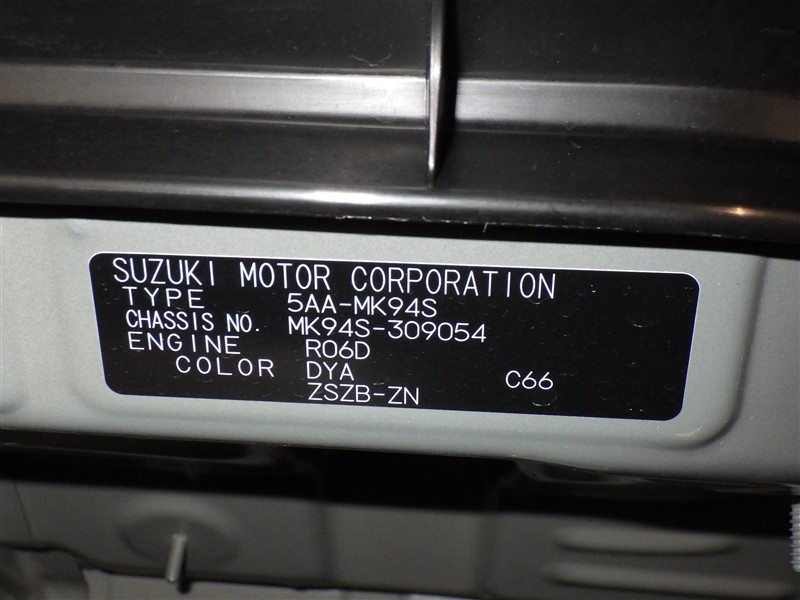 SUZUKI MOTOR CORPORATION
TYPE 5AA-MK94S
CHASSIS NO. MK94S-309054
ENGINE R06D
COLOR DYA C66
ZSZB-ZN